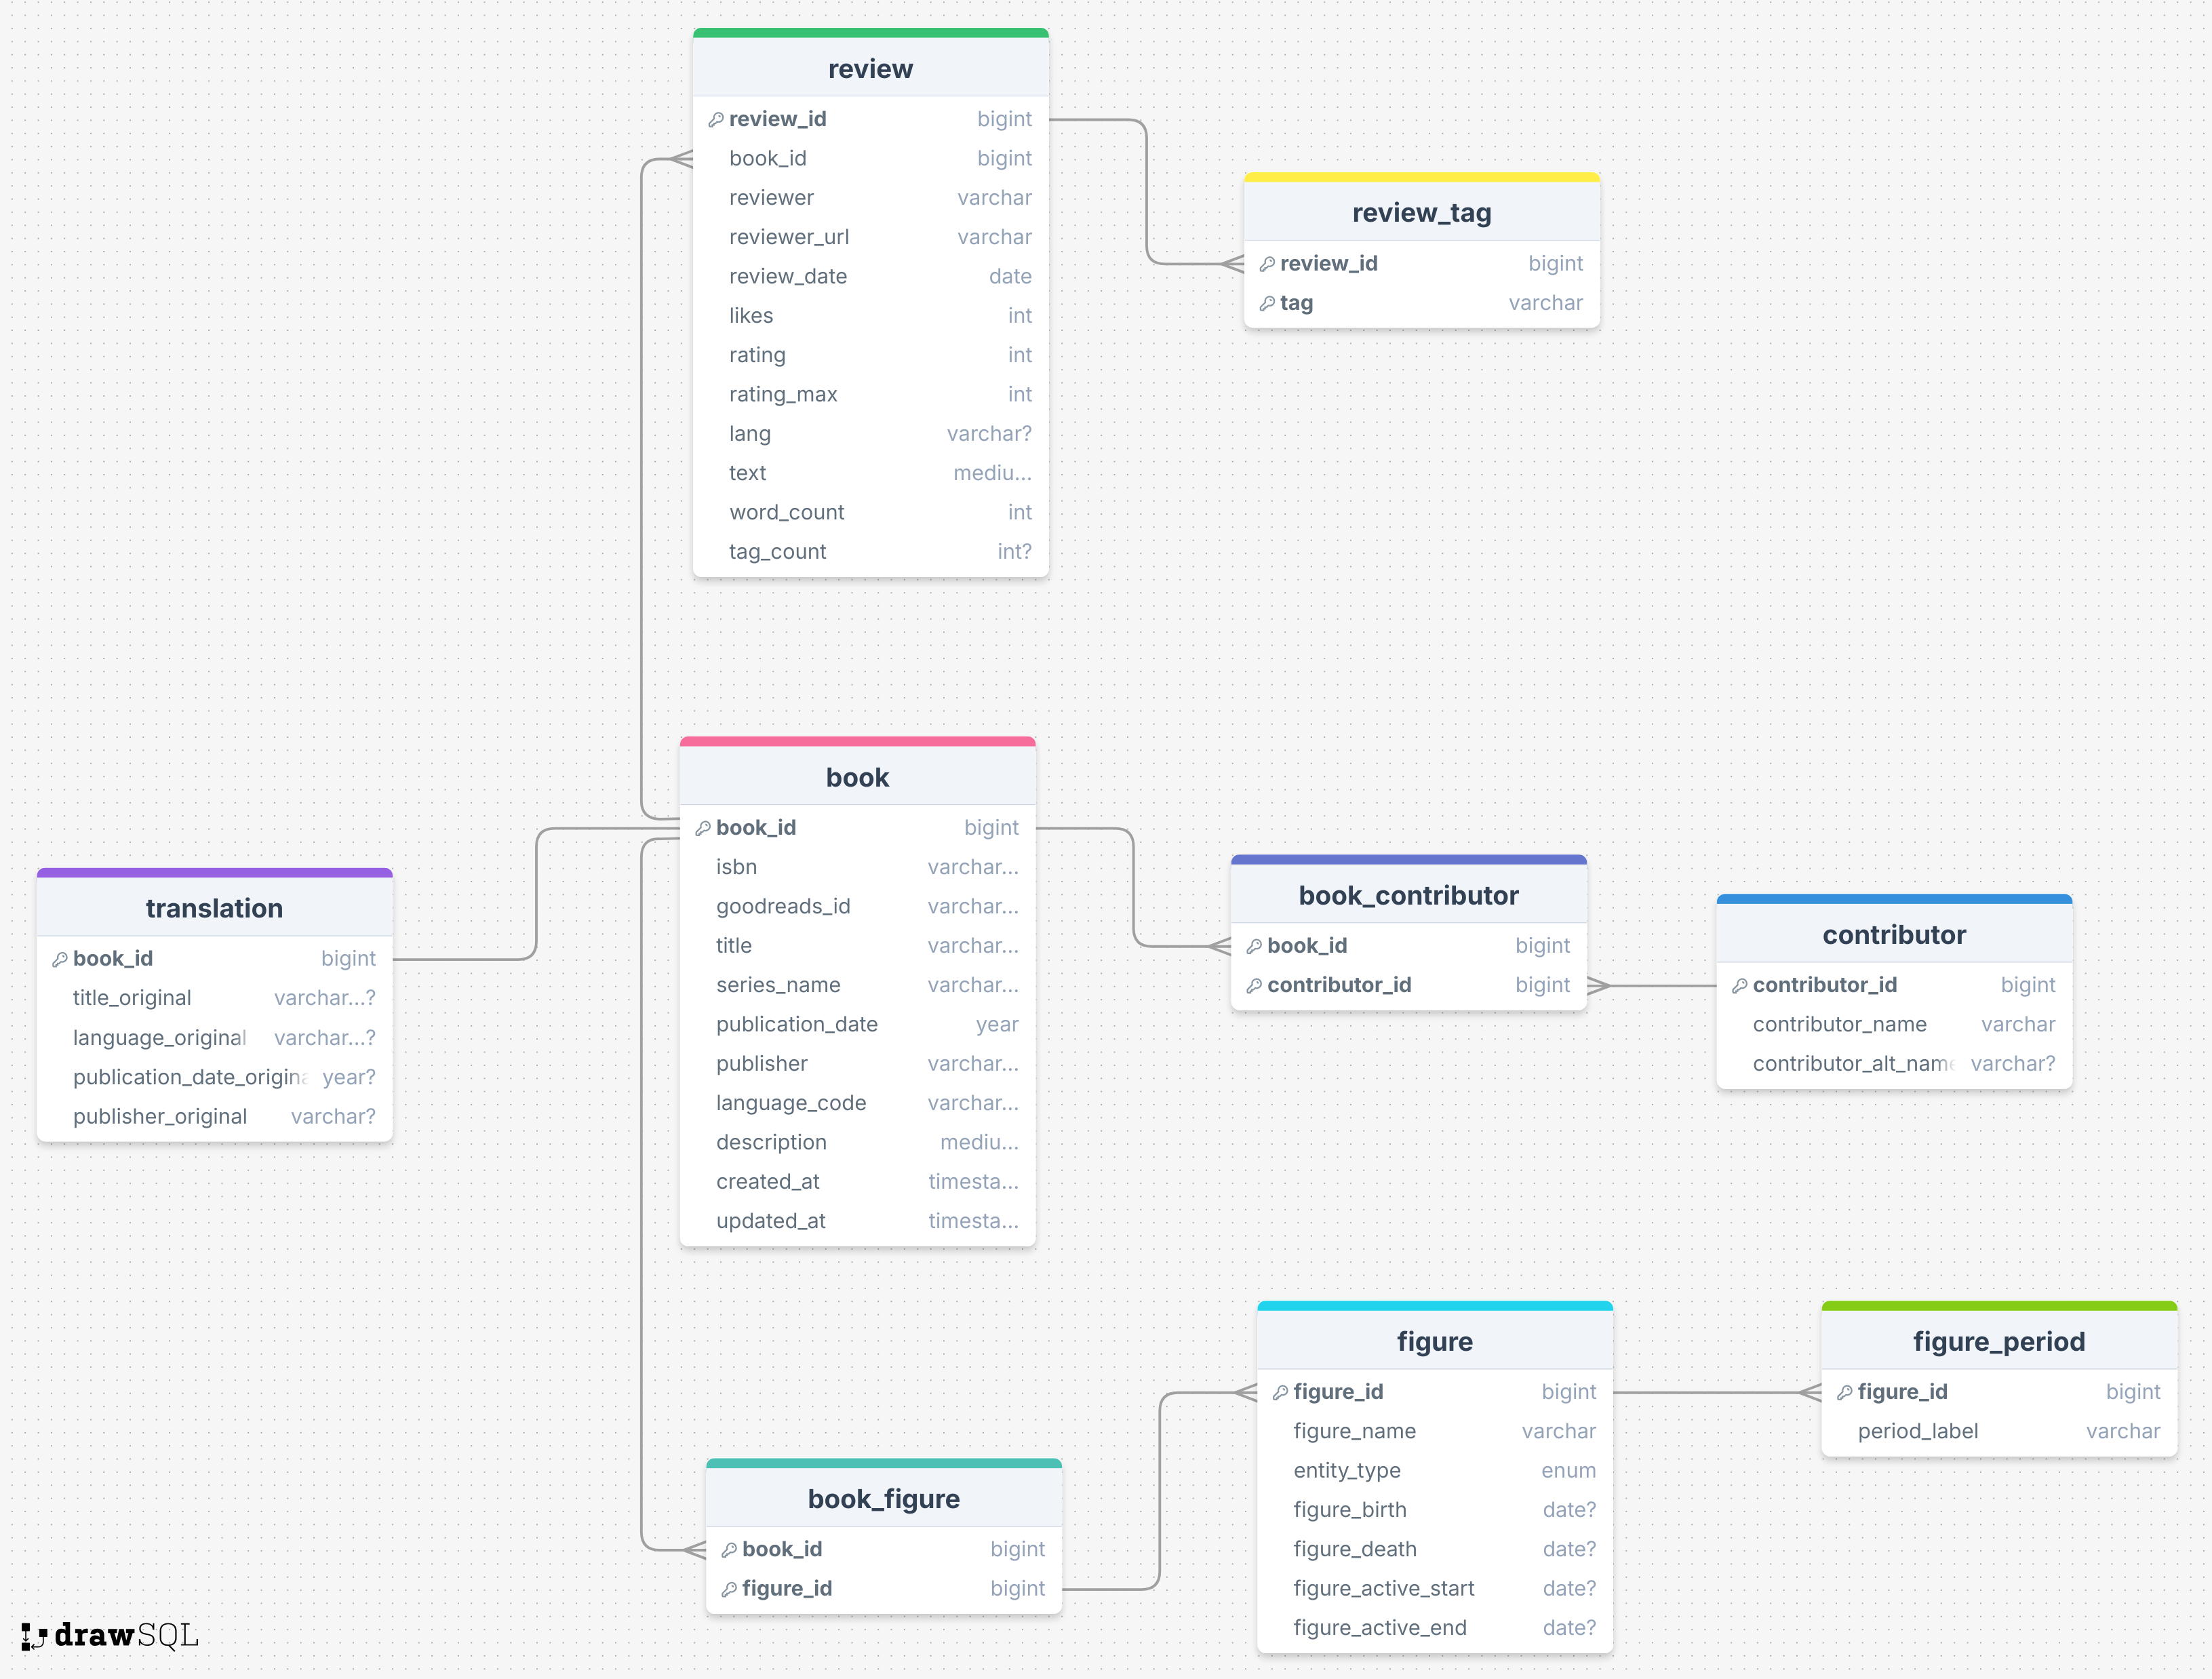 review
review_id bigint
book_id bigint
reviewer varchar
reviewer_url varchar
review_date date
likes int
rating int
rating_max int
lang varchar?
text mediu...
word_count int
tag_count int?
review_tag
review_id bigint
tag varchar
book
book_id bigint
isbn varchar...
goodreads_id varchar...
title varchar...
series_name varchar...
publication_date year
publisher varchar...
language_code varchar...
description mediu...
created_at timesta...
updated_at timesta...
translation
book_id bigint
title_original varchar...?
language_original varchar...?
publication_date_origina year?
publisher_original varchar?
book_contributor
book_id bigint
contributor_id bigint
contributor
contributor_id bigint
contributor_name varchar
contributor_alt_name varchar?
figure
figure_id bigint
figure_name varchar
entity_type enum
figure_birth date?
figure_death date?
figure_active_start date?
figure_active_end date?
figure_period
figure_id bigint
period_label varchar
book_figure
book_id bigint
figure_id bigint
drawSQL